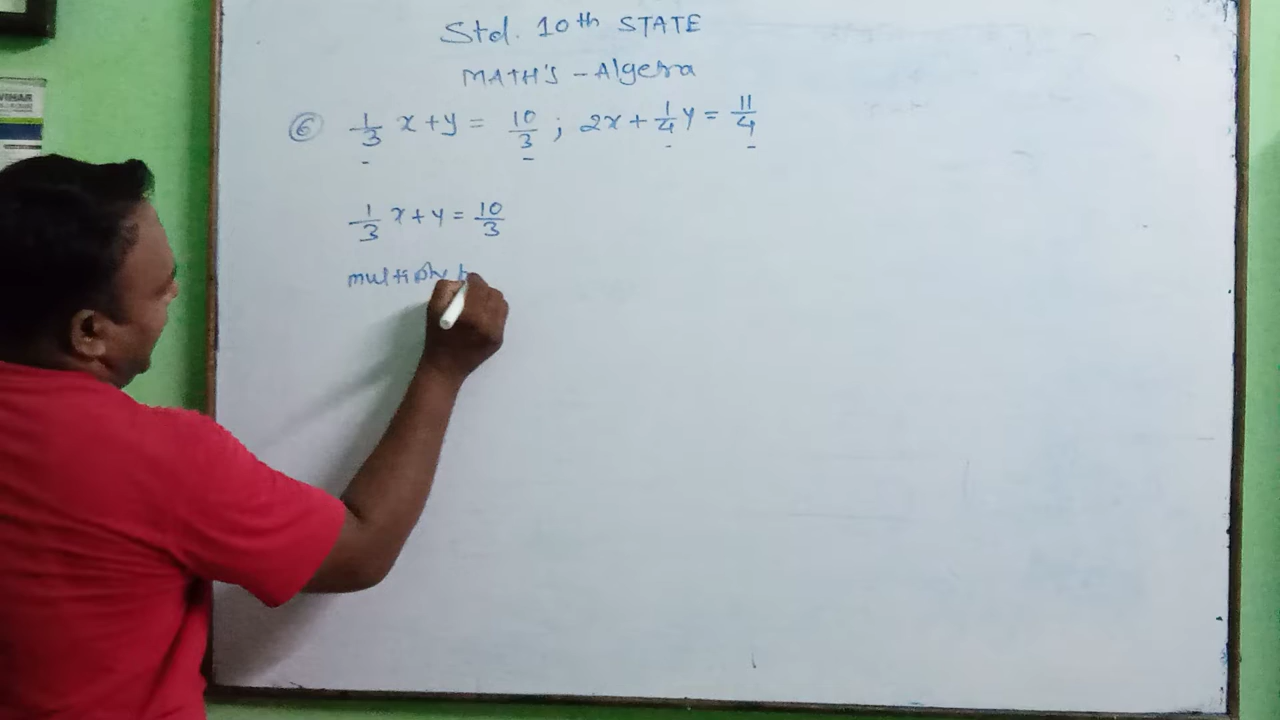 VIHAR
Std. 10th STATE
MATH'S - Algebra
⑥ 1/3 x + y = 10/3 ; 2x + 1/4 y = 11/4
1/3 x + y = 10/3
multiply b